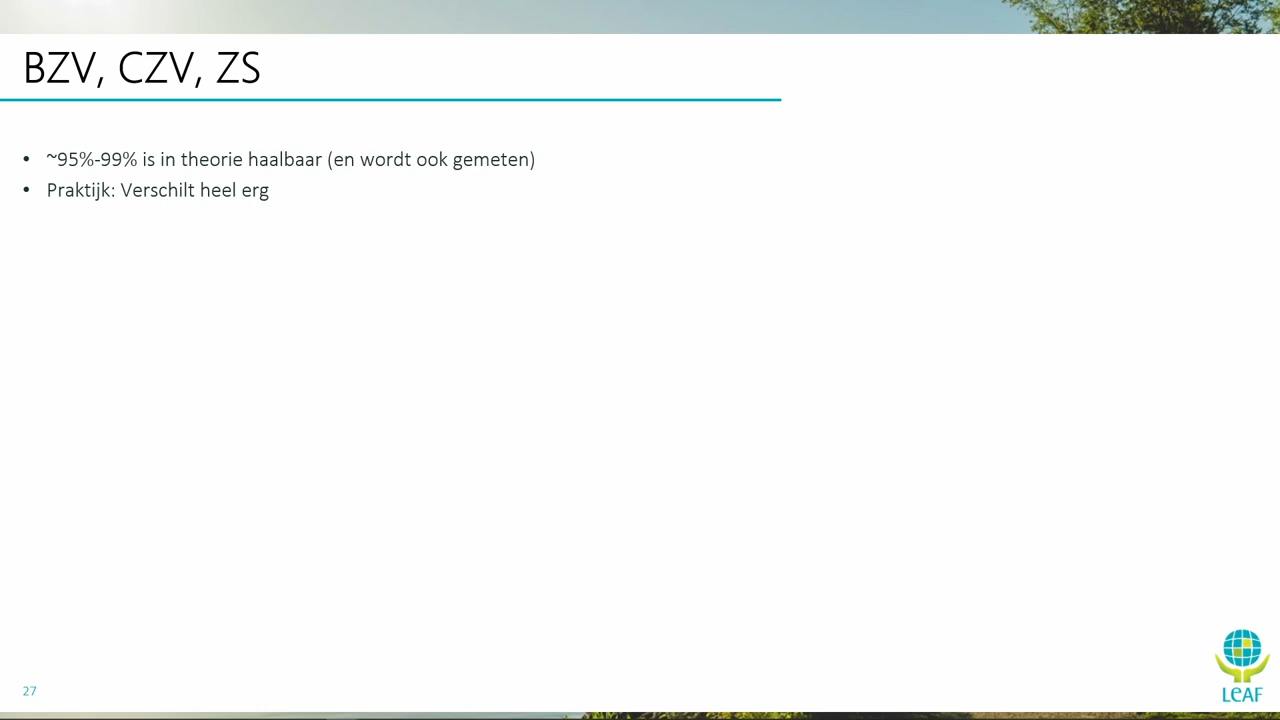 BZV, CZV, ZS
• ~95%-99% is in theorie haalbaar (en wordt ook gemeten)
• Praktijk: Verschilt heel erg
27
LeAF